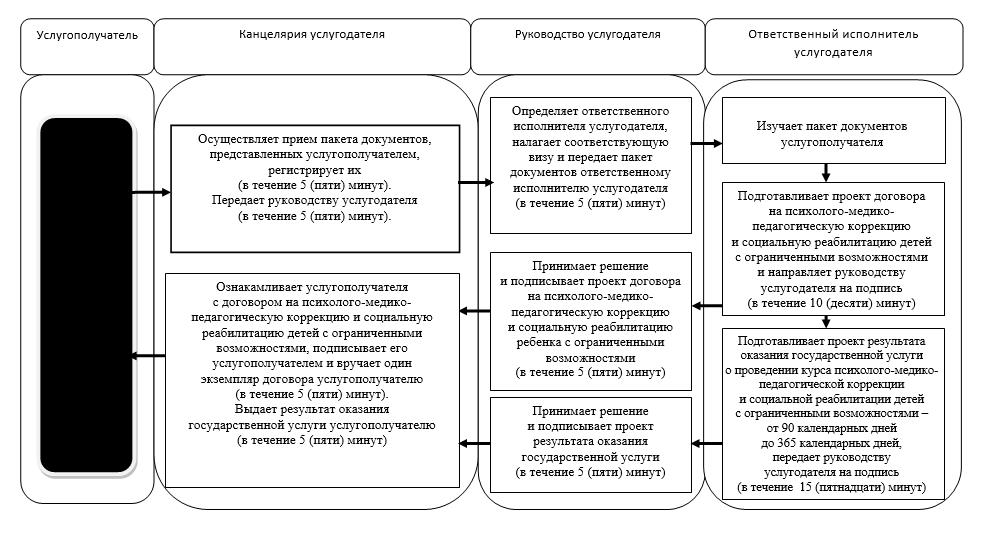 Услугополучатель
Канцелярия услугодателя
Руководство услугодателя
Ответственный исполнитель
услугодателя
Осуществляет прием пакета документов,
представленных услугополучателем,
регистрирует их
(в течение 5 (пяти) минут).
Передает руководству услугодателя
(в течение 5 (пяти) минут).
Определяет ответственного
исполнителя услугодателя,
налагает соответствующую
визу и передает пакет
документов ответственному
исполнителю услугодателя
(в течение 5 (пяти) минут)
Изучает пакет документов
услугополучателя
Подготавливает проект договора
на психолого-медико-
педагогическую коррекцию
и социальную реабилитацию детей
с ограниченными возможностями
и направляет руководству
услугодателя на подпись
(в течение 10 (десяти) минут)
Принимает решение
и подписывает проект договора
на психолого-медико-
педагогическую коррекцию
и социальную реабилитацию
ребенка с ограниченными
возможностями
(в течение 5 (пяти) минут)
Ознакамливает услугополучателя
с договором на психолого-медико-
педагогическую коррекцию и социальную
реабилитацию детей с ограниченными
возможностями, подписывает его
услугополучателем и вручает один
экземпляр договора услугополучателю
(в течение 5 (пяти) минут).
Выдает результат оказания
государственной услуги услугополучателю
(в течение 5 (пяти) минут)
Подготавливает проект результата
оказания государственной услуги
о проведении курса психолого-медико-
педагогической коррекции
и социальной реабилитации детей
с ограниченными возможностями –
от 90 календарных дней
до 365 календарных дней,
передает руководству
услугодателя на подпись
(в течение 15 (пятнадцати) минут)
Принимает решение
и подписывает проект
результата оказания
государственной услуги
(в течение 5 (пяти) минут)